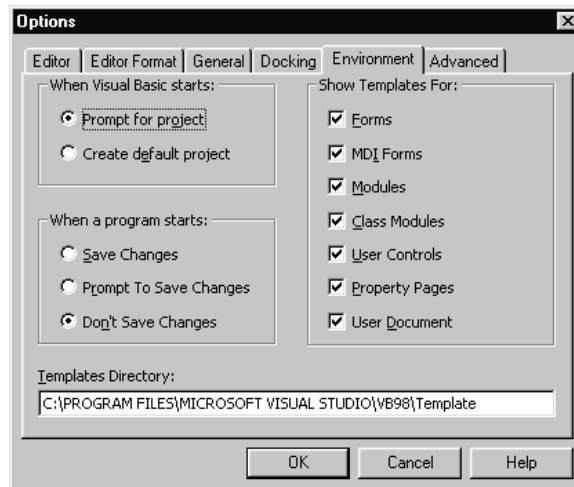 Options
Editor Editor Format General Docking Environment Advanced
When Visual Basic starts:
Prompt for project
Create default project
When a program starts:
Save Changes
Prompt To Save Changes
Don't Save Changes
Show Templates For:
Forms
MDI Forms
Modules
Class Modules
User Controls
Property Pages
User Document
Templates Directory:
C:\PROGRAM FILES\MICROSOFT VISUAL STUDIO\VB98\Template
OK Cancel Help